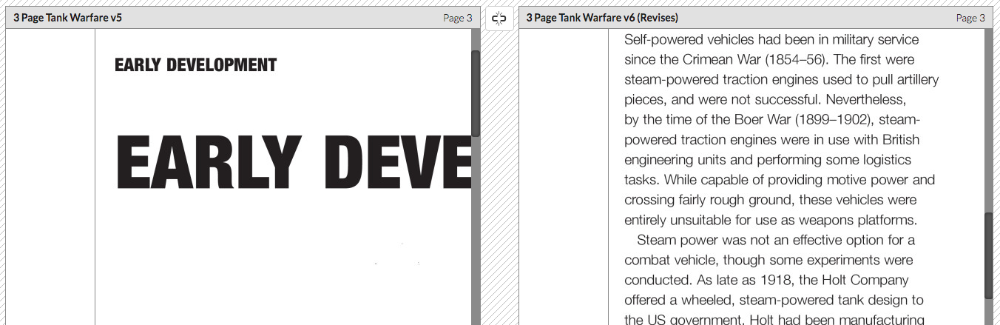 3 Page Tank Warfare v5
Page 3
EARLY DEVELOPMENT
EARLY DEVE
3 Page Tank Warfare v6 (Revises)
Page 3
Self-powered vehicles had been in military service
since the Crimean War (1854–56). The first were
steam-powered traction engines used to pull artillery
pieces, and were not successful. Nevertheless,
by the time of the Boer War (1899–1902), steam-
powered traction engines were in use with British
engineering units and performing some logistics
tasks. While capable of providing motive power and
crossing fairly rough ground, these vehicles were
entirely unsuitable for use as weapons platforms.
Steam power was not an effective option for a
combat vehicle, though some experiments were
conducted. As late as 1918, the Holt Company
offered a wheeled, steam-powered tank design to
the US government. Holt had been manufacturing